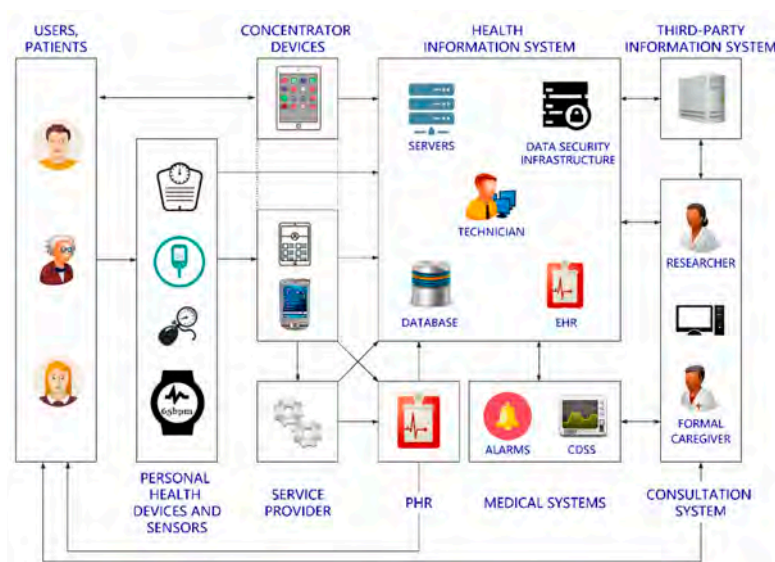 USERS,
PATIENTS
CONCENTRATOR
DEVICES
HEALTH
INFORMATION SYSTEM
THIRD-PARTY
INFORMATION SYSTEM
SERVERS
DATA SECURITY
INFRASTRUCTURE
TECHNICIAN
RESEARCHER
DATABASE
EHR
65bpm
ALARMS
CDSS
FORMAL
CAREGIVER
PERSONAL
HEALTH
DEVICES AND
SENSORS
SERVICE
PROVIDER
PHR
MEDICAL SYSTEMS
CONSULTATION
SYSTEM